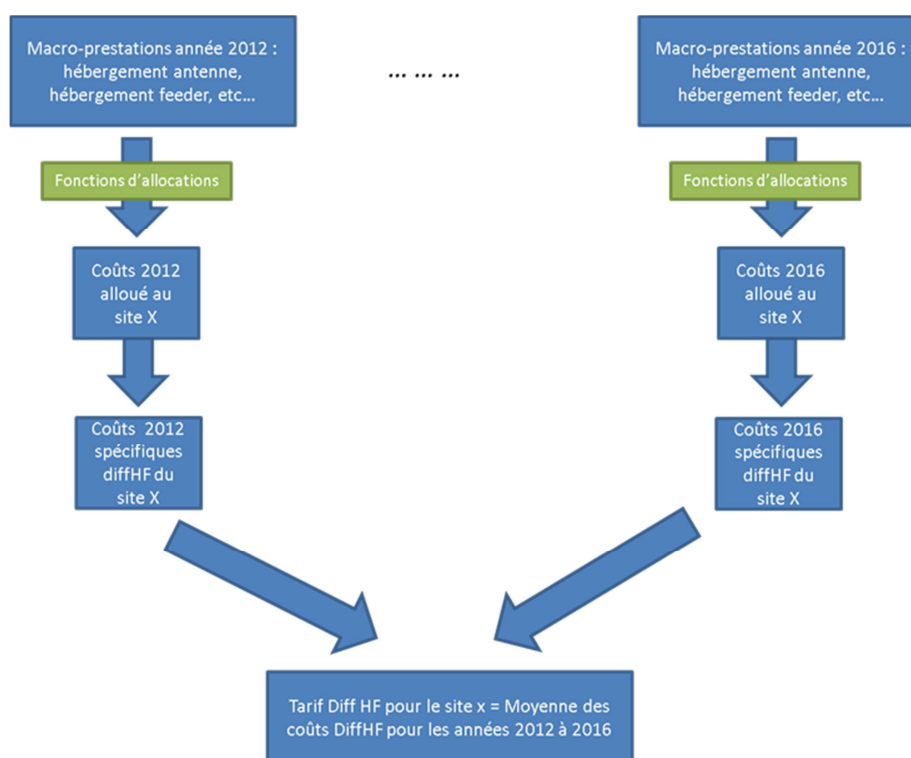 Macro-prestations année 2012 :
hébergement antenne,
hébergement feeder, etc...
... ... ...
Macro-prestations année 2016 :
hébergement antenne,
hébergement feeder, etc...
Fonctions d'allocations
Fonctions d'allocations
Coûts 2012
alloué au
site X
Coûts 2016
alloué au
site X
Coûts 2012
spécifiques
diffHF du
site X
Coûts 2016
spécifiques
diffHF du
site X
Tarif Diff HF pour le site x = Moyenne des
coûts DiffHF pour les années 2012 à 2016